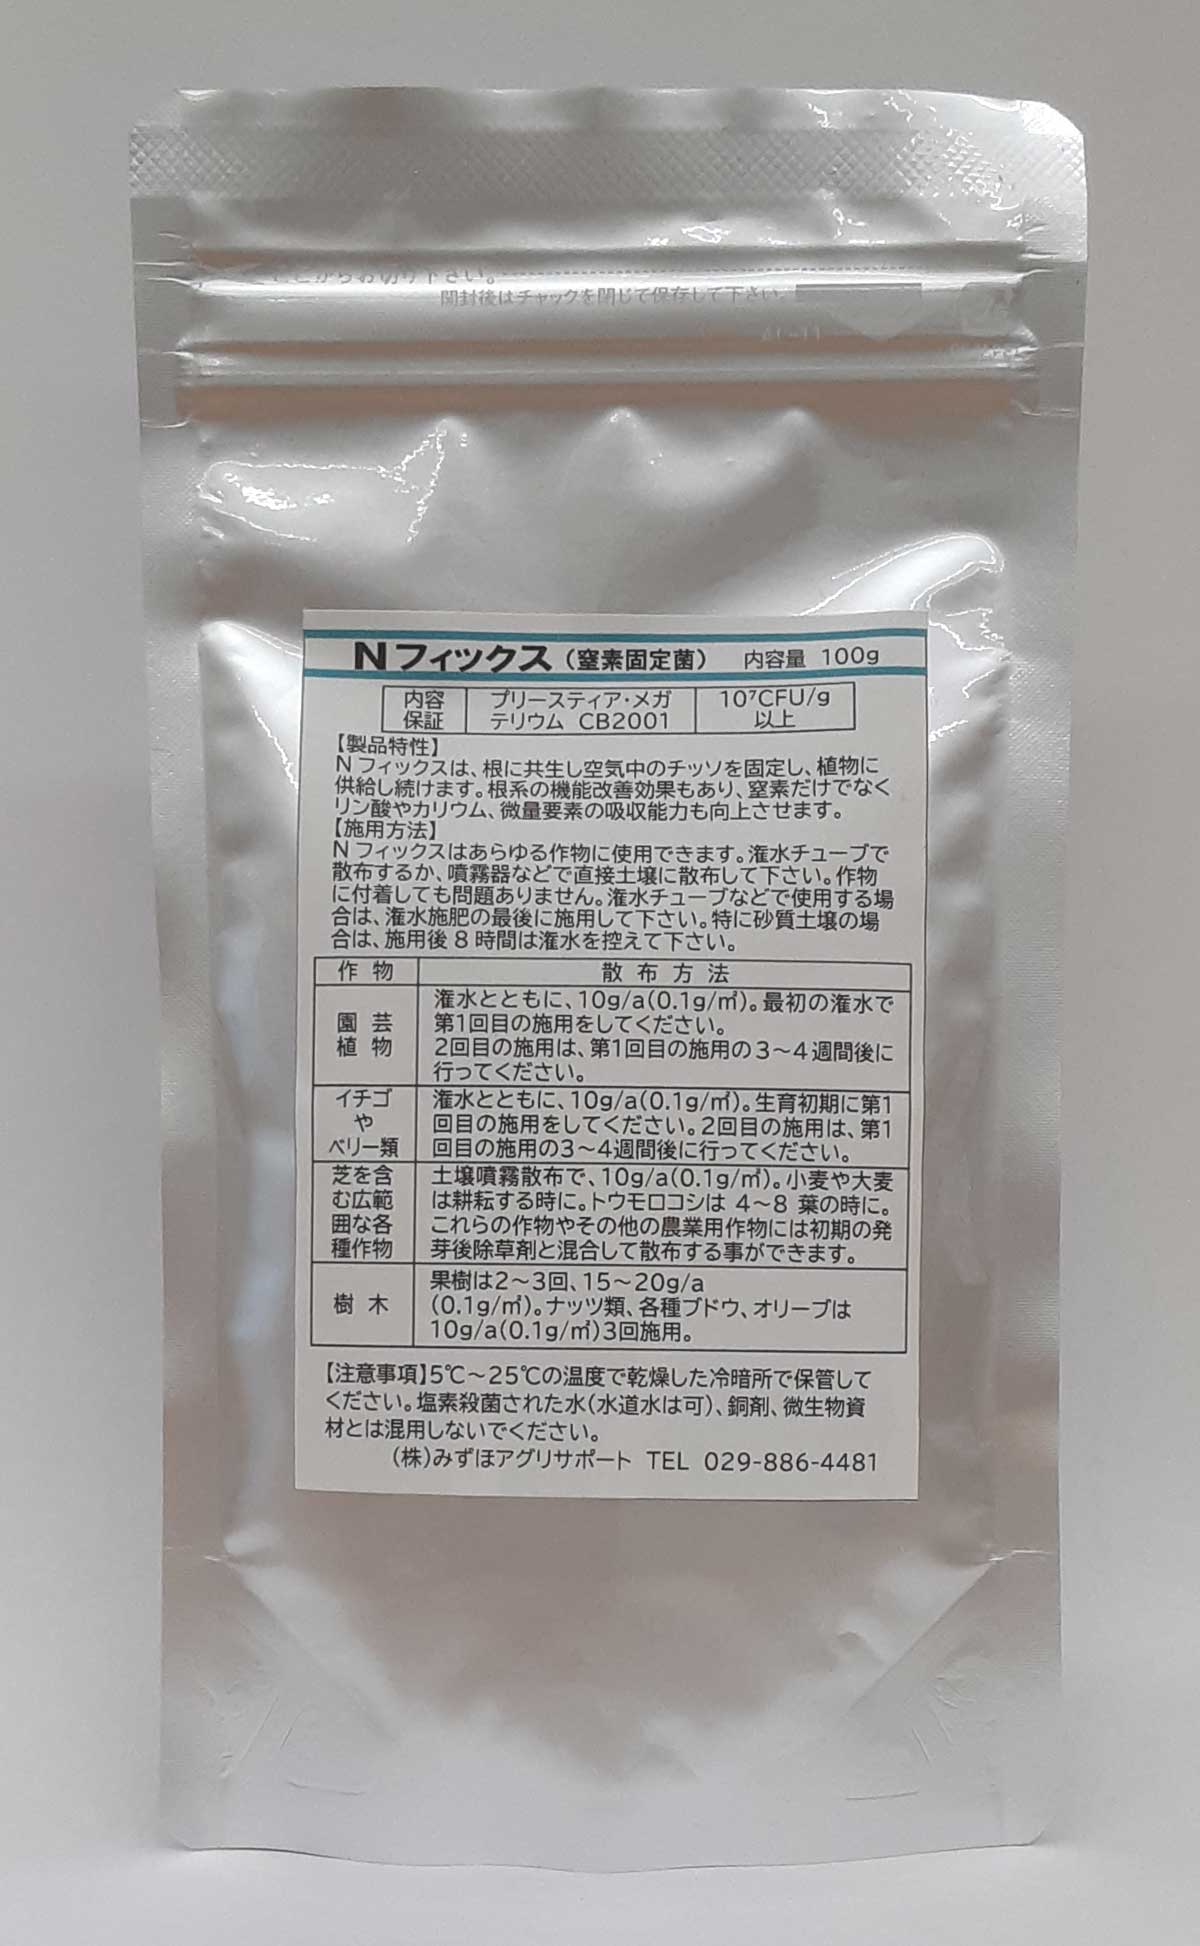 ここからお切り下さい。
開封後はチャックを閉じて保存して下さい。
AL-11
Nフィックス（窒素固定菌） 内容量 100g
内容 保証
プリースティア・メガ
テリウム CB2001
10⁷CFU/g
以上
【製品特性】
Nフィックスは、根に共生し空気中のチッソを固定し、植物に
供給し続けます。根系の機能改善効果もあり、窒素だけでなく
リン酸やカリウム、微量要素の吸収能力も向上させます。
【施用方法】
Nフィックスはあらゆる作物に使用できます。潅水チューブで
散布するか、噴霧器などで直接土壌に散布して下さい。作物
に付着しても問題ありません。潅水チューブなどで使用する場
合は、潅水施肥の最後に施用して下さい。特に砂質土壌の場
合は、施用後8時間は潅水を控えて下さい。
作物 散布方法
園芸
植物
潅水とともに、10g/a(0.1g/㎡)。最初の潅水で
第1回目の施用をしてください。
2回目の施用は、第1回目の施用の3～4週間後に
行ってください。
イチゴ
や
ベリー類
潅水とともに、10g/a(0.1g/㎡)。生育初期に第1
回目の施用をしてください。2回目の施用は、第1
回目の施用の3～4週間後に行ってください。
芝を含
む広範
囲な各
種作物
土壌噴霧散布で、10g/a(0.1g/㎡)。小麦や大麦
は耕耘する時に。トウモロコシは 4～8 葉の時に。
これらの作物やその他の農業用作物には初期の発
芽後除草剤と混合して散布する事ができます。
樹木
果樹は2～3回、15～20g/a
(0.1g/㎡)。ナッツ類、各種ブドウ、オリーブは
10g/a(0.1g/㎡)3回施用。
【注意事項】5℃～25℃の温度で乾燥した冷暗所で保管して
ください。塩素殺菌された水(水道水は可)、銅剤、微生物資
材とは混用しないでください。
(株)みずほアグリサポート TEL 029-886-4481